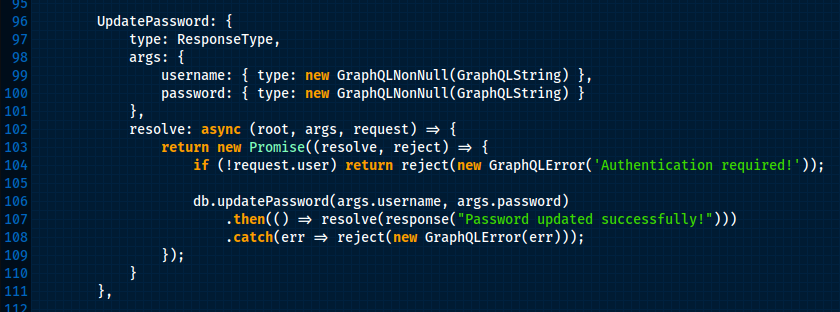 95
96 UpdatePassword: {
97 type: ResponseType,
98 args: {
99 username: { type: new GraphQLNonNull(GraphQLString) },
100 password: { type: new GraphQLNonNull(GraphQLString) }
101 },
102 resolve: async (root, args, request) => {
103 return new Promise((resolve, reject) => {
104 if (!request.user) return reject(new GraphQLError('Authentication required!'));
105
106 db.updatePassword(args.username, args.password)
107 .then(() => resolve(response("Password updated successfully!")))
108 .catch(err => reject(new GraphQLError(err)));
109 });
110 }
111 },
112